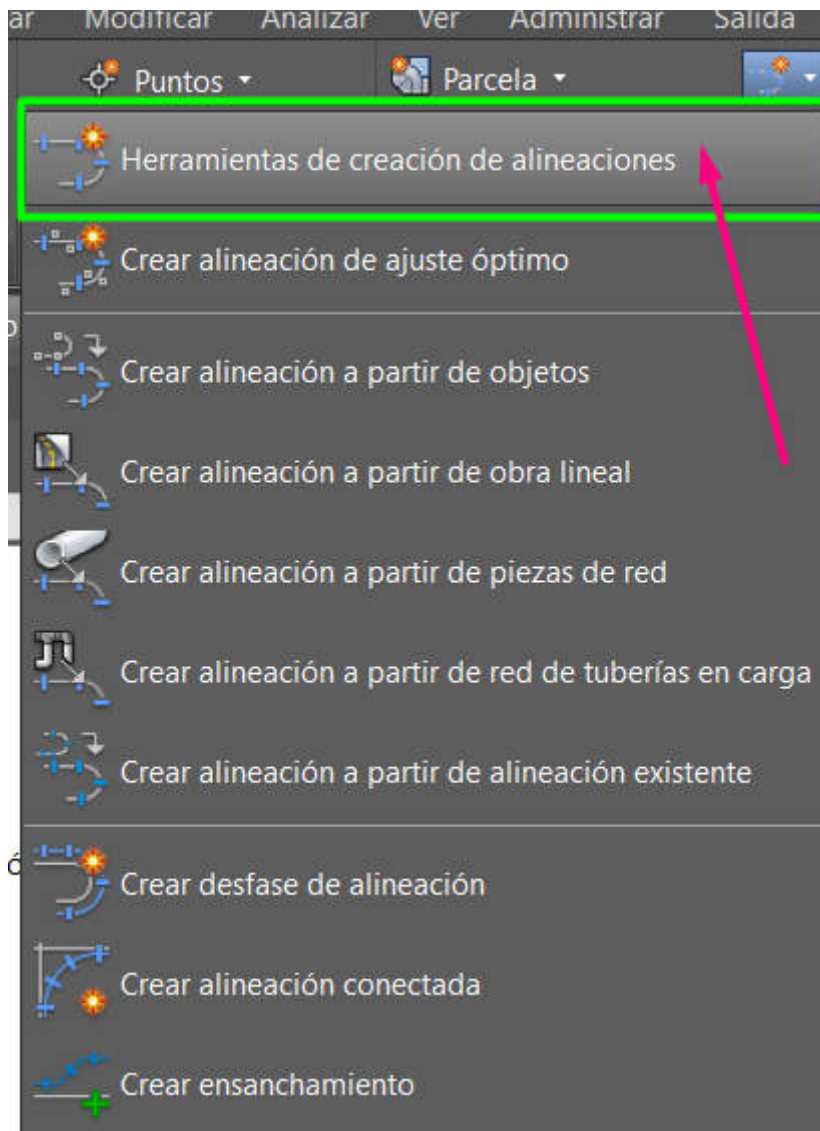 ar Modificar Analizar Ver Administrar Salida
Puntos Parcela
Herramientas de creación de alineaciones
Crear alineación de ajuste óptimo
Crear alineación a partir de objetos
Crear alineación a partir de obra lineal
Crear alineación a partir de piezas de red
Crear alineación a partir de red de tuberías en carga
Crear alineación a partir de alineación existente
Crear desfase de alineación
Crear alineación conectada
Crear ensanchamiento